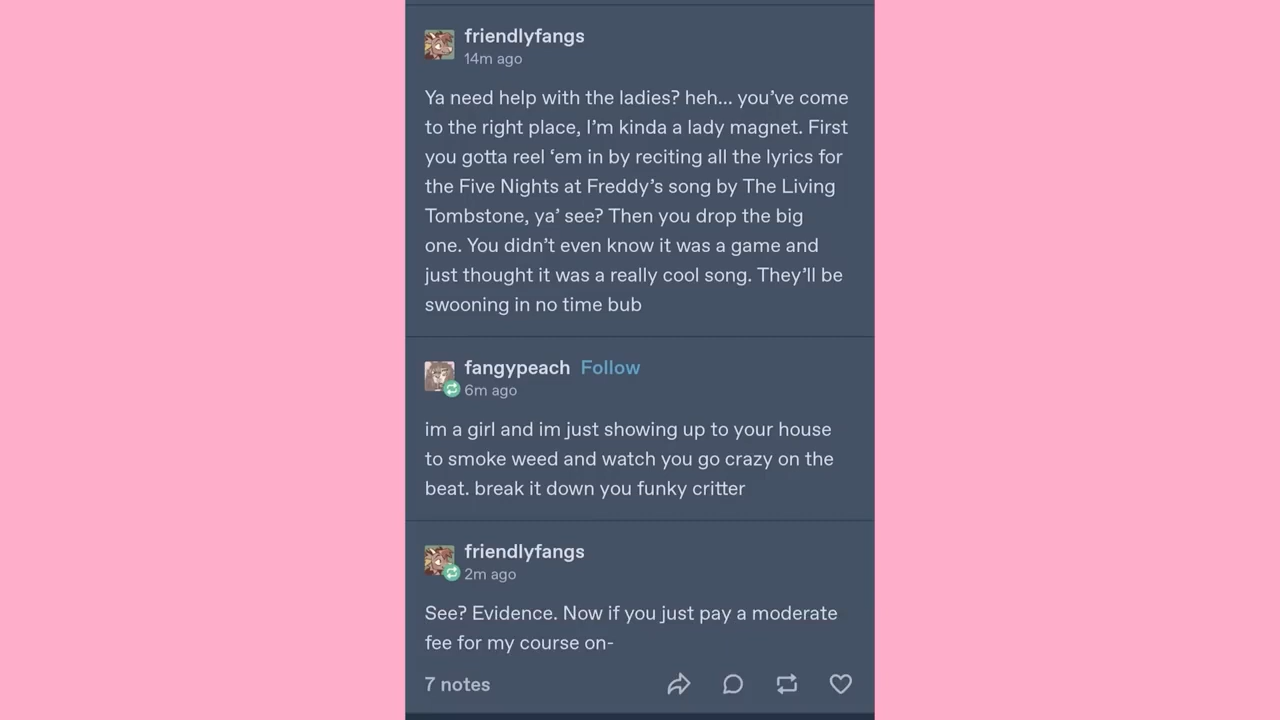 friendlyfangs
14m ago
Ya need help with the ladies? heh... you’ve come
to the right place, I’m kinda a lady magnet. First
you gotta reel ‘em in by reciting all the lyrics for
the Five Nights at Freddy’s song by The Living
Tombstone, ya’ see? Then you drop the big
one. You didn’t even know it was a game and
just thought it was a really cool song. They’ll be
swooning in no time bub
fangypeach Follow
6m ago
im a girl and im just showing up to your house
to smoke weed and watch you go crazy on the
beat. break it down you funky critter
friendlyfangs
2m ago
See? Evidence. Now if you just pay a moderate
fee for my course on-
7 notes